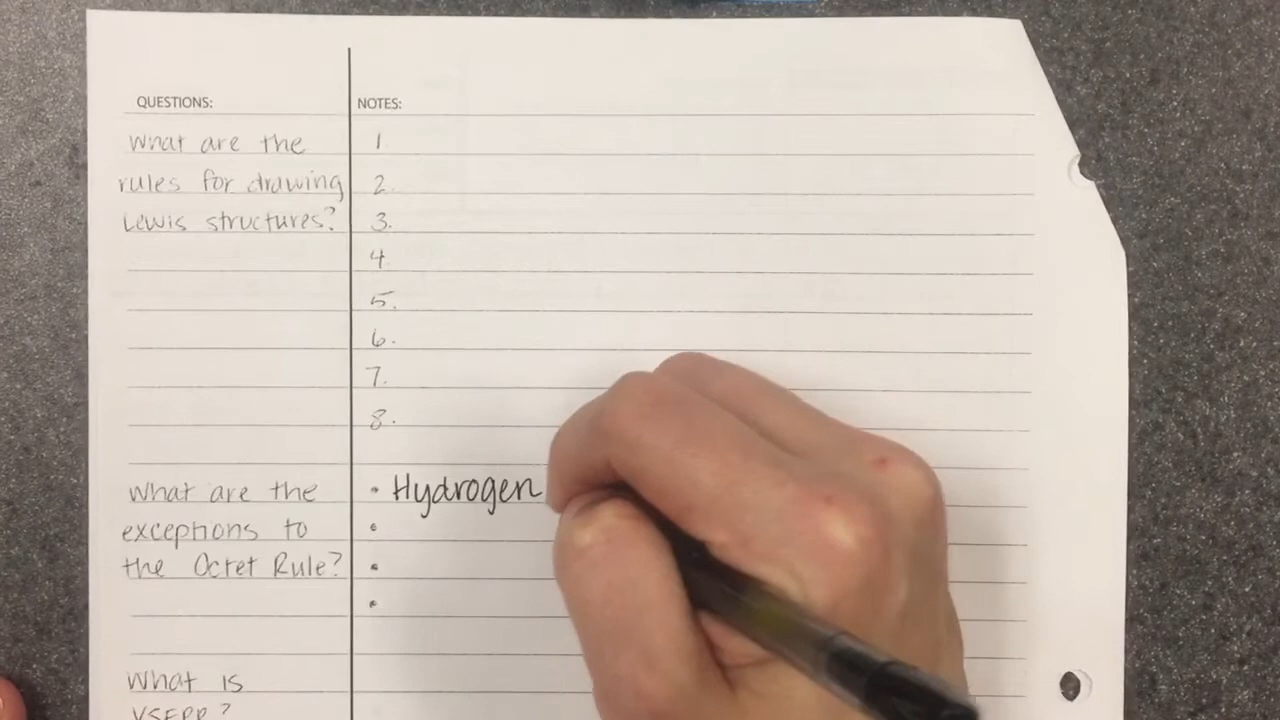 QUESTIONS: NOTES:
What are the 1.
rules for drawing 2.
Lewis structures? 3.
4.
5.
6.
7.
8.
What are the • Hydrogen
exceptions to •
the Octet Rule? •
•
What is
VSEPR?